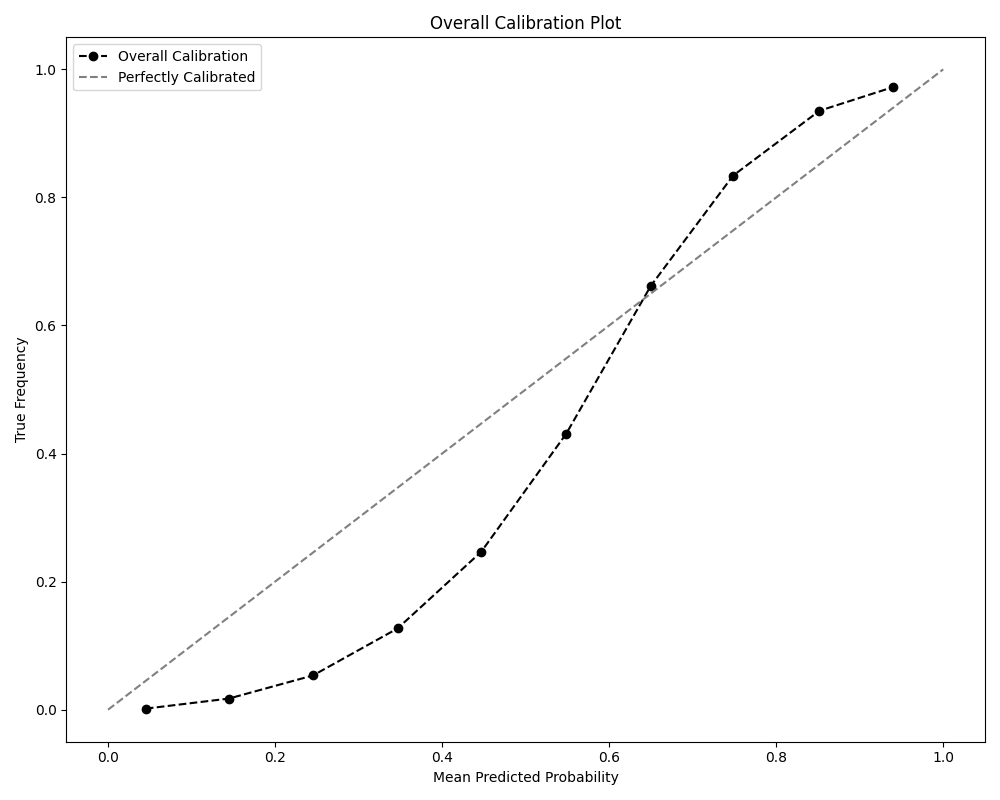 Overall Calibration Plot
Overall Calibration
Perfectly Calibrated
True Frequency
1.0
0.8
0.6
0.4
0.2
0.0
0.0 0.2 0.4 0.6 0.8 1.0
Mean Predicted Probability